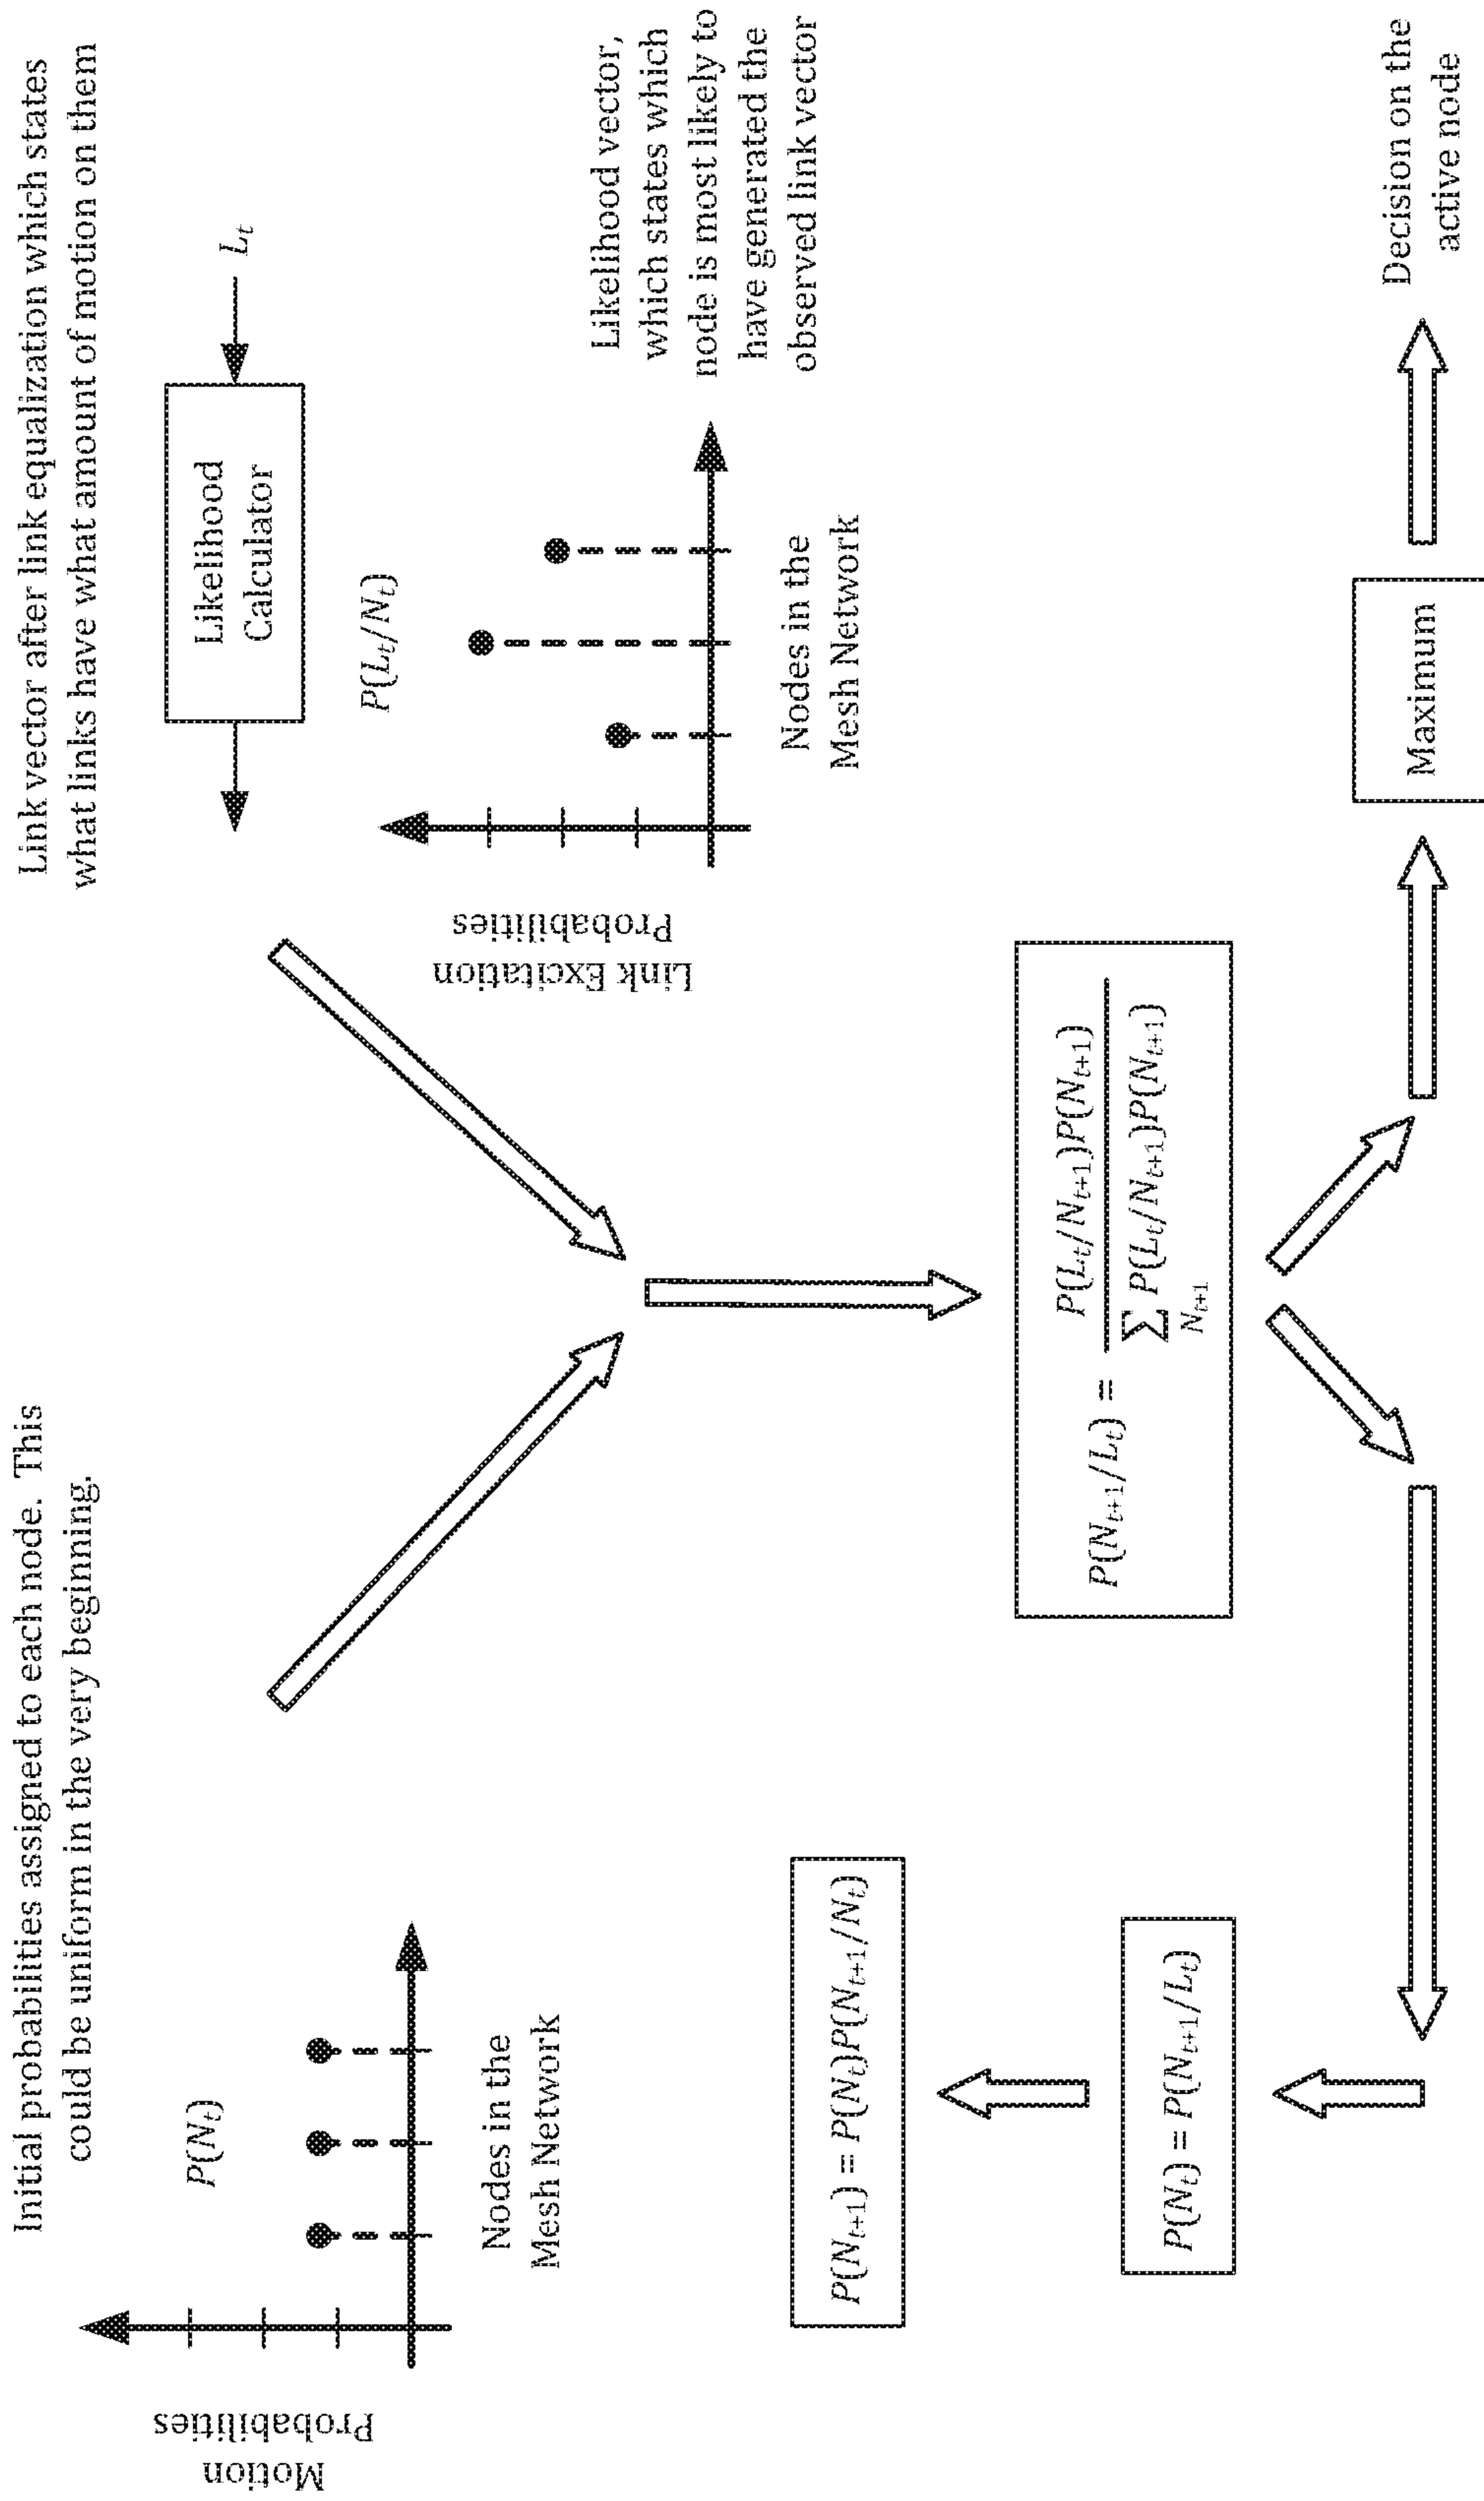 Initial probabilities assigned to each node. This
could be uniform in the very beginning.
Motion
Probabilities
P(N_t)
Nodes in the
Mesh Network
Link vector after link equalization which states
what links have what amount of motion on them
Likelihood
Calculator
L_t
Link Excitation
Probabilities
P(L_t/N_t)
Nodes in the
Mesh Network
Likelihood vector,
which states which
node is most likely to
have generated the
observed link vector
P(N_{t+1}) = P(N_t)P(N_{t+1}/N_t)
P(N_t) = P(N_{t+1}/L_t)
P(N_{t+1}/L_t) = P(L_t/N_{t+1})P(N_{t+1})
∑ P(L_t/N_{t+1})P(N_{t+1})
N_{t+1}
Maximum
Decision on the
active node